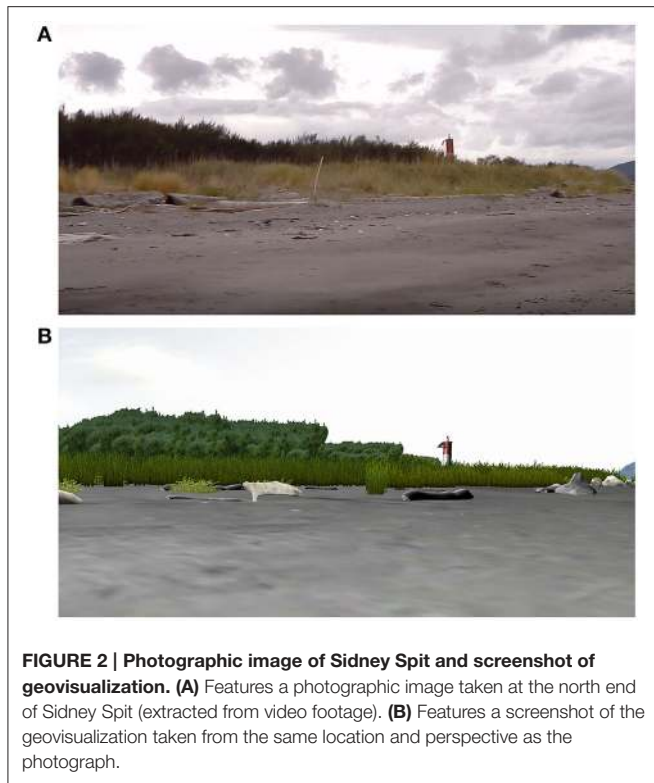 A
B
FIGURE 2 | Photographic image of Sidney Spit and screenshot of
geovisualization. (A) Features a photographic image taken at the north end
of Sidney Spit (extracted from video footage). (B) Features a screenshot of the
geovisualization taken from the same location and perspective as the
photograph.